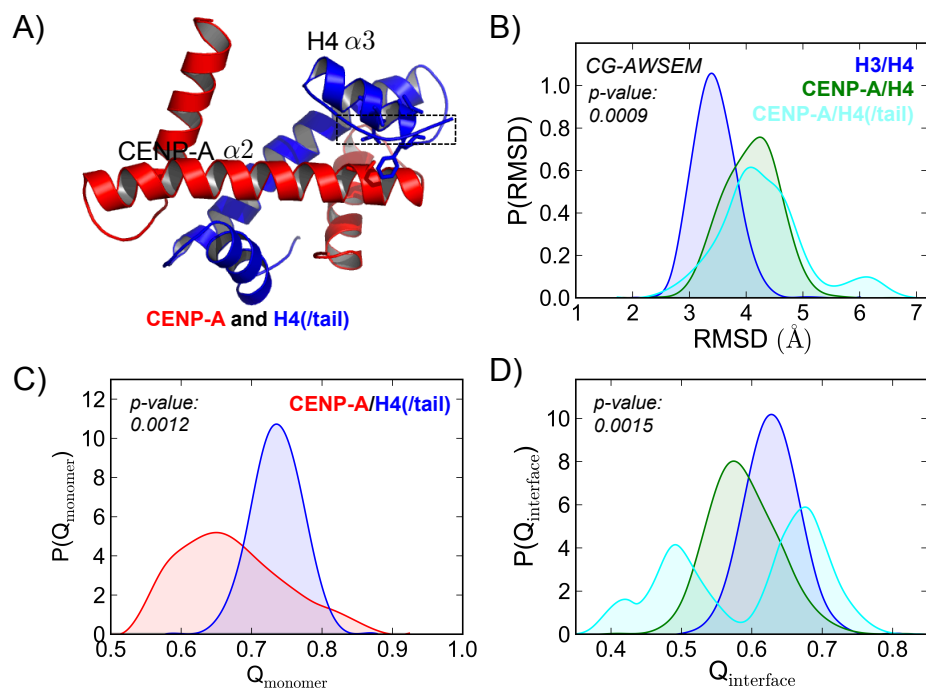 A)
H4 α3
CENP-A α2
CENP-A and H4(/tail)
B)
CG-AWSEM
p-value:
0.0009
H3/H4
CENP-A/H4
CENP-A/H4(/tail)
P(RMSD)
1.0
0.8
0.6
0.4
0.2
0.0
1 2 3 4 5 6 7
RMSD (Å)
C)
p-value:
0.0012
CENP-A/H4(/tail)
P(Qmonomer)
12
10
8
6
4
2
0
0.5 0.6 0.7 0.8 0.9 1.0
Qmonomer
D)
p-value:
0.0015
P(Qinterface)
10
8
6
4
2
0
0.4 0.5 0.6 0.7 0.8
Qinterface